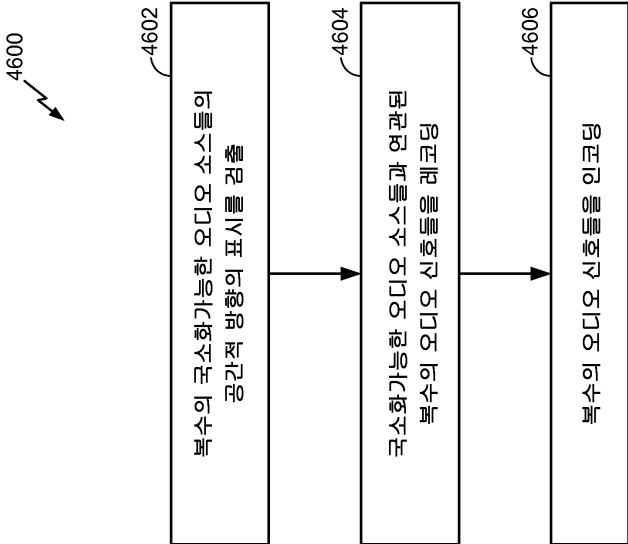 4600
4602
복수의 국소화가능한 오디오 소스들의
공간적 방향의 표시를 검출
4604
국소화가능한 오디오 소스들과 연관된
복수의 오디오 신호들을 레코딩
4606
복수의 오디오 신호들을 인코딩